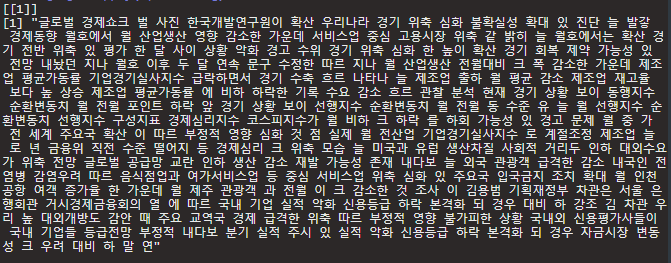 [[1]]
[1] "글로벌 경제쇼크 벌 사진 한국개발연구원이 확산 우리나라 경기 위축 심화 불확실성 확대 있 진단 늘 발갛
 경제동향 월호에서 월 산업생산 영향 감소한 가운데 서비스업 중심 고용시장 위축 같 밝히 늘 월호에서는 확산 경
기 전반 위축 있 평가 한 달 사이 상황 악화 경고 수위 경기 위축 심화 한 높이 확산 경기 회복 제약 가능성 있
 전망 내놨던 지나 월호 이후 두 달 연속 문구 수정한 따르 지나 월 산업생산 전월대비 크 폭 감소한 가운데 제조
업 평균가동률 기업경기실사지수 급락하면서 경기 수축 흐르 나타나 늘 제조업 출하 월 평균 감소 제조업 재고율
 보다 높 상승 제조업 평균가동률 에 비하 하락한 기록 수요 감소 흐르 관찰 분석 현재 경기 상황 보이 동행지수
 순환변동치 월 전월 포인트 하락 앞 경기 상황 보이 선행지수 순환변동치 월 전월 동 수준 유 늘 월 선행지수 순
환변동치 선행지수 구성지표 경제심리지수 코스피지수가 월 비하 크 하락 를 하회 가능성 있 경고 문제 월 중 가
 전 세계 주요국 확산 이 따르 부정적 영향 심화 것 점 실제 월 전산업 기업경기실사지수 로 계절조정 제조업 늘
 로 년 금융위 직전 수준 떨어지 등 경제심리 크 위축 모습 늘 미국과 유럽 생산차질 사회적 거리두 인하 대외수요
가 위축 전망 글로벌 공급망 교란 인하 생산 감소 재발 가능성 존재 내다보 늘 외국 관광객 급격한 감소 내국인 전
염병 감염우려 따르 음식점업과 여가서비스업 등 중심 서비스업 위축 심화 있 주요국 입국금지 조치 확대 월 인천
공항 여객 증가율 한 가운데 월 제주 관광객 과 전월 이 크 감소한 것 조사 이 김용범 기획재정부 차관은 서울 은
행회관 거시경제금융회의 열 에 따르 국내 기업 실적 악화 신용등급 하락 본격화 되 경우 대비 하 강조 김 차관 우
리 높 대외개방도 감안 때 주요 교역국 경제 급격한 위축 따르 부정적 영향 불가피한 상황 국내외 신용평가사들이
 국내 기업들 등급전망 부정적 내다보 분기 실적 주시 있 실적 악화 신용등급 하락 본격화 되 경우 자금시장 변동
성 크 우려 대비 하 말 연"